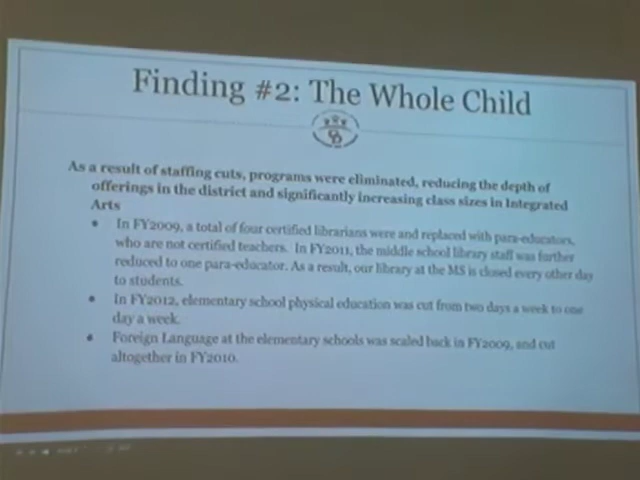 Finding #2: The Whole Child
As a result of staffing cuts, programs were eliminated, reducing the depth of
offerings in the district and significantly increasing class sizes in Integrated
Arts
• In FY2009, a total of four certified librarians were and replaced with para-educators,
who are not certified teachers. In FY2011, the middle school library staff was further
reduced to one para-educator. As a result, our library at the MS is closed every other day
to students.
• In FY2012, elementary school physical education was cut from two days a week to one
day a week.
• Foreign Language at the elementary schools was scaled back in FY2009, and cut
altogether in FY2010.